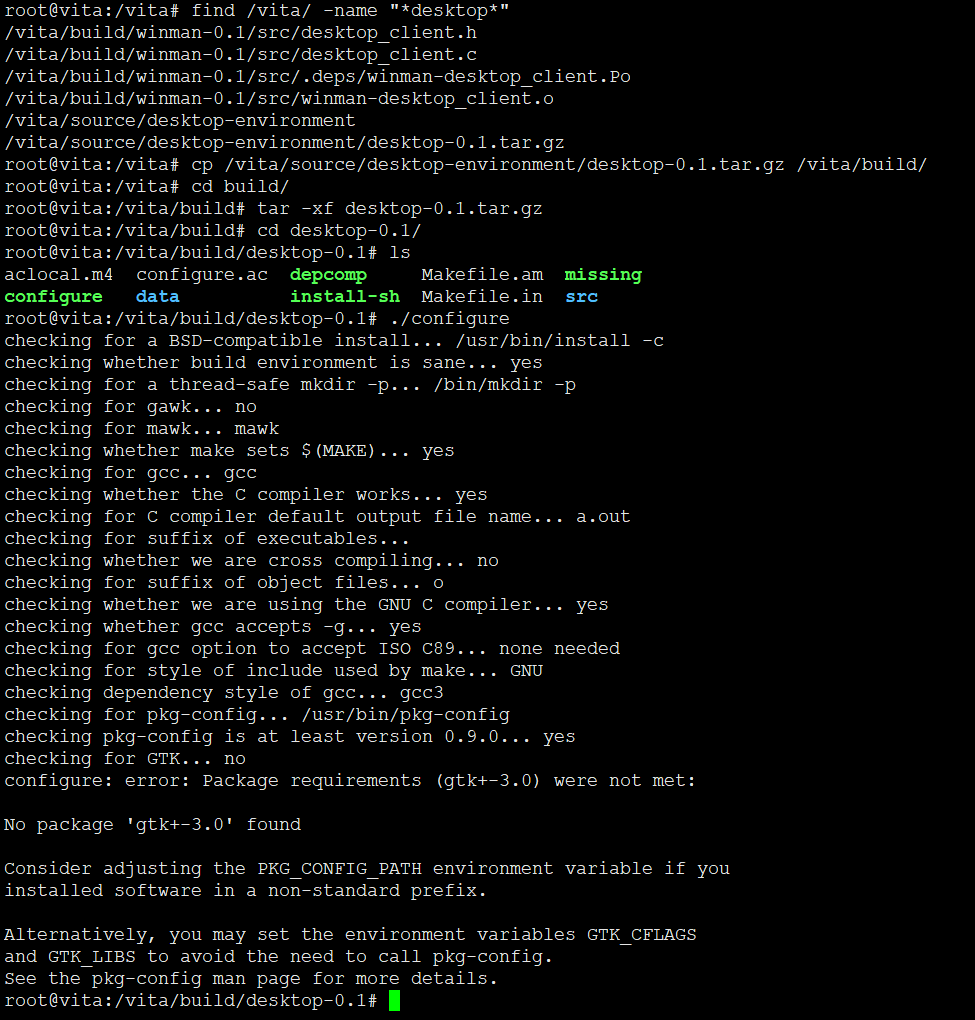 root@vita:/vita# find /vita/ -name "*desktop*"
/vita/build/winman-0.1/src/desktop_client.h
/vita/build/winman-0.1/src/desktop_client.c
/vita/build/winman-0.1/src/.deps/winman-desktop_client.Po
/vita/build/winman-0.1/src/winman-desktop_client.o
/vita/source/desktop-environment
/vita/source/desktop-environment/desktop-0.1.tar.gz
root@vita:/vita# cp /vita/source/desktop-environment/desktop-0.1.tar.gz /vita/build/
root@vita:/vita# cd build/
root@vita:/vita/build# tar -xf desktop-0.1.tar.gz
root@vita:/vita/build# cd desktop-0.1/
root@vita:/vita/build/desktop-0.1# ls
aclocal.m4  configure.ac  depcomp     Makefile.am  missing
configure   data          install-sh  Makefile.in  src
root@vita:/vita/build/desktop-0.1# ./configure
checking for a BSD-compatible install... /usr/bin/install -c
checking whether build environment is sane... yes
checking for a thread-safe mkdir -p... /bin/mkdir -p
checking for gawk... no
checking for mawk... mawk
checking whether make sets $(MAKE)... yes
checking for gcc... gcc
checking whether the C compiler works... yes
checking for C compiler default output file name... a.out
checking for suffix of executables...
checking whether we are cross compiling... no
checking for suffix of object files... o
checking whether we are using the GNU C compiler... yes
checking whether gcc accepts -g... yes
checking for gcc option to accept ISO C89... none needed
checking for style of include used by make... GNU
checking dependency style of gcc... gcc3
checking for pkg-config... /usr/bin/pkg-config
checking pkg-config is at least version 0.9.0... yes
checking for GTK... no
configure: error: Package requirements (gtk+-3.0) were not met:

No package 'gtk+-3.0' found

Consider adjusting the PKG_CONFIG_PATH environment variable if you
installed software in a non-standard prefix.

Alternatively, you may set the environment variables GTK_CFLAGS
and GTK_LIBS to avoid the need to call pkg-config.
See the pkg-config man page for more details.
root@vita:/vita/build/desktop-0.1#